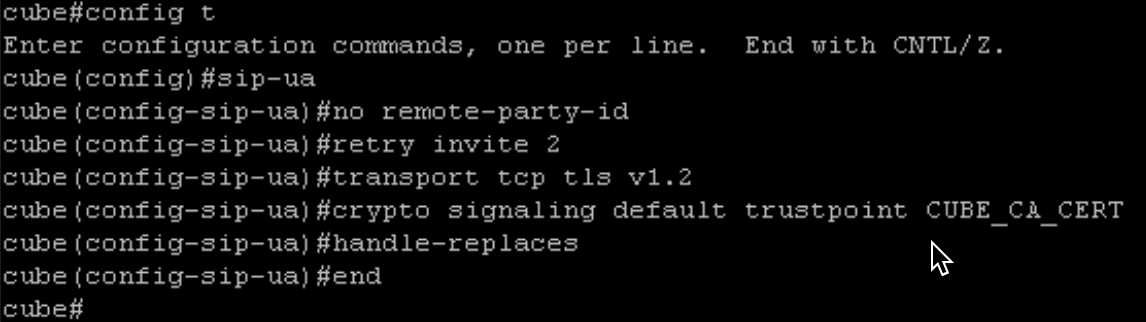 cube#config t
Enter configuration commands, one per line.  End with CNTL/Z.
cube(config)#sip-ua
cube(config-sip-ua)#no remote-party-id
cube(config-sip-ua)#retry invite 2
cube(config-sip-ua)#transport tcp tls v1.2
cube(config-sip-ua)#crypto signaling default trustpoint CUBE_CA_CERT
cube(config-sip-ua)#handle-replaces
cube(config-sip-ua)#end
cube#